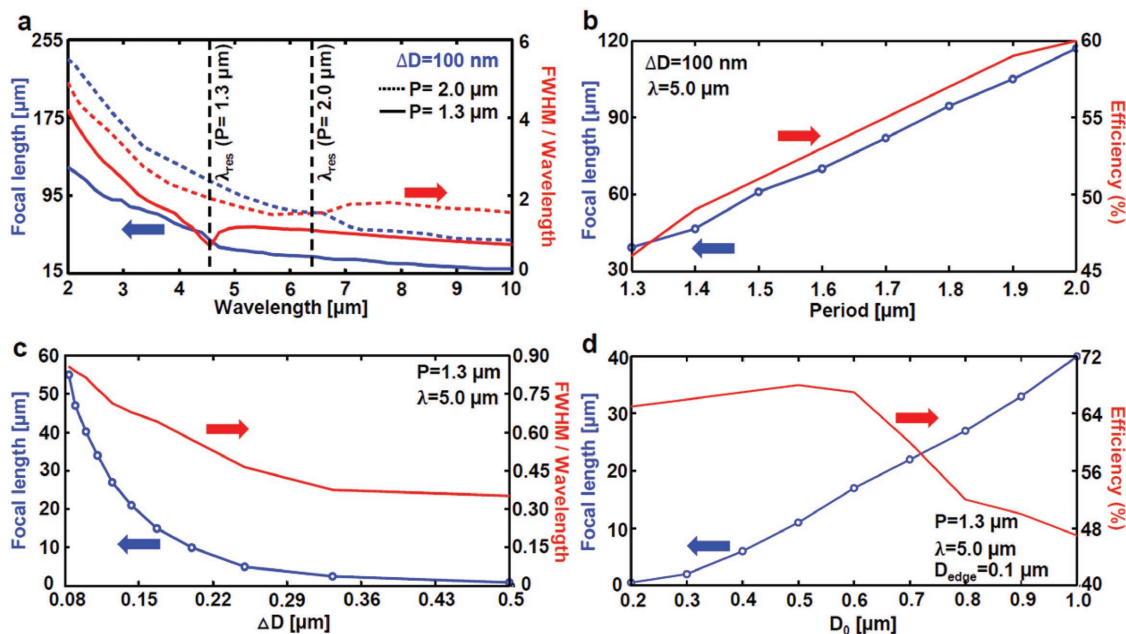 a
255
175
95
15
Focal length [µm]
2 3 4 5 6 7 8 9 10
Wavelength [µm]
6
4
2
0
FWHM / Wavelength
λres (P= 1.3 µm)
λres (P= 2.0 µm)
ΔD=100 nm
P= 2.0 µm
P= 1.3 µm
b
120
90
60
30
Focal length [µm]
1.3 1.4 1.5 1.6 1.7 1.8 1.9 2.0
Period [µm]
60
55
50
45
Efficiency (%)
ΔD=100 nm
λ=5.0 µm
c
60
50
40
30
20
10
0
Focal length [µm]
0.08 0.15 0.22 0.29 0.36 0.43 0.5
ΔD [µm]
0.90
0.75
0.60
0.45
0.30
0.15
0
FWHM / Wavelength
P=1.3 µm
λ=5.0 µm
d
40
30
20
10
0
Focal length [µm]
0.2 0.3 0.4 0.5 0.6 0.7 0.8 0.9 1.0
D0 [µm]
72
64
56
48
40
Efficiency (%)
P=1.3 µm
λ=5.0 µm
Dedge=0.1 µm